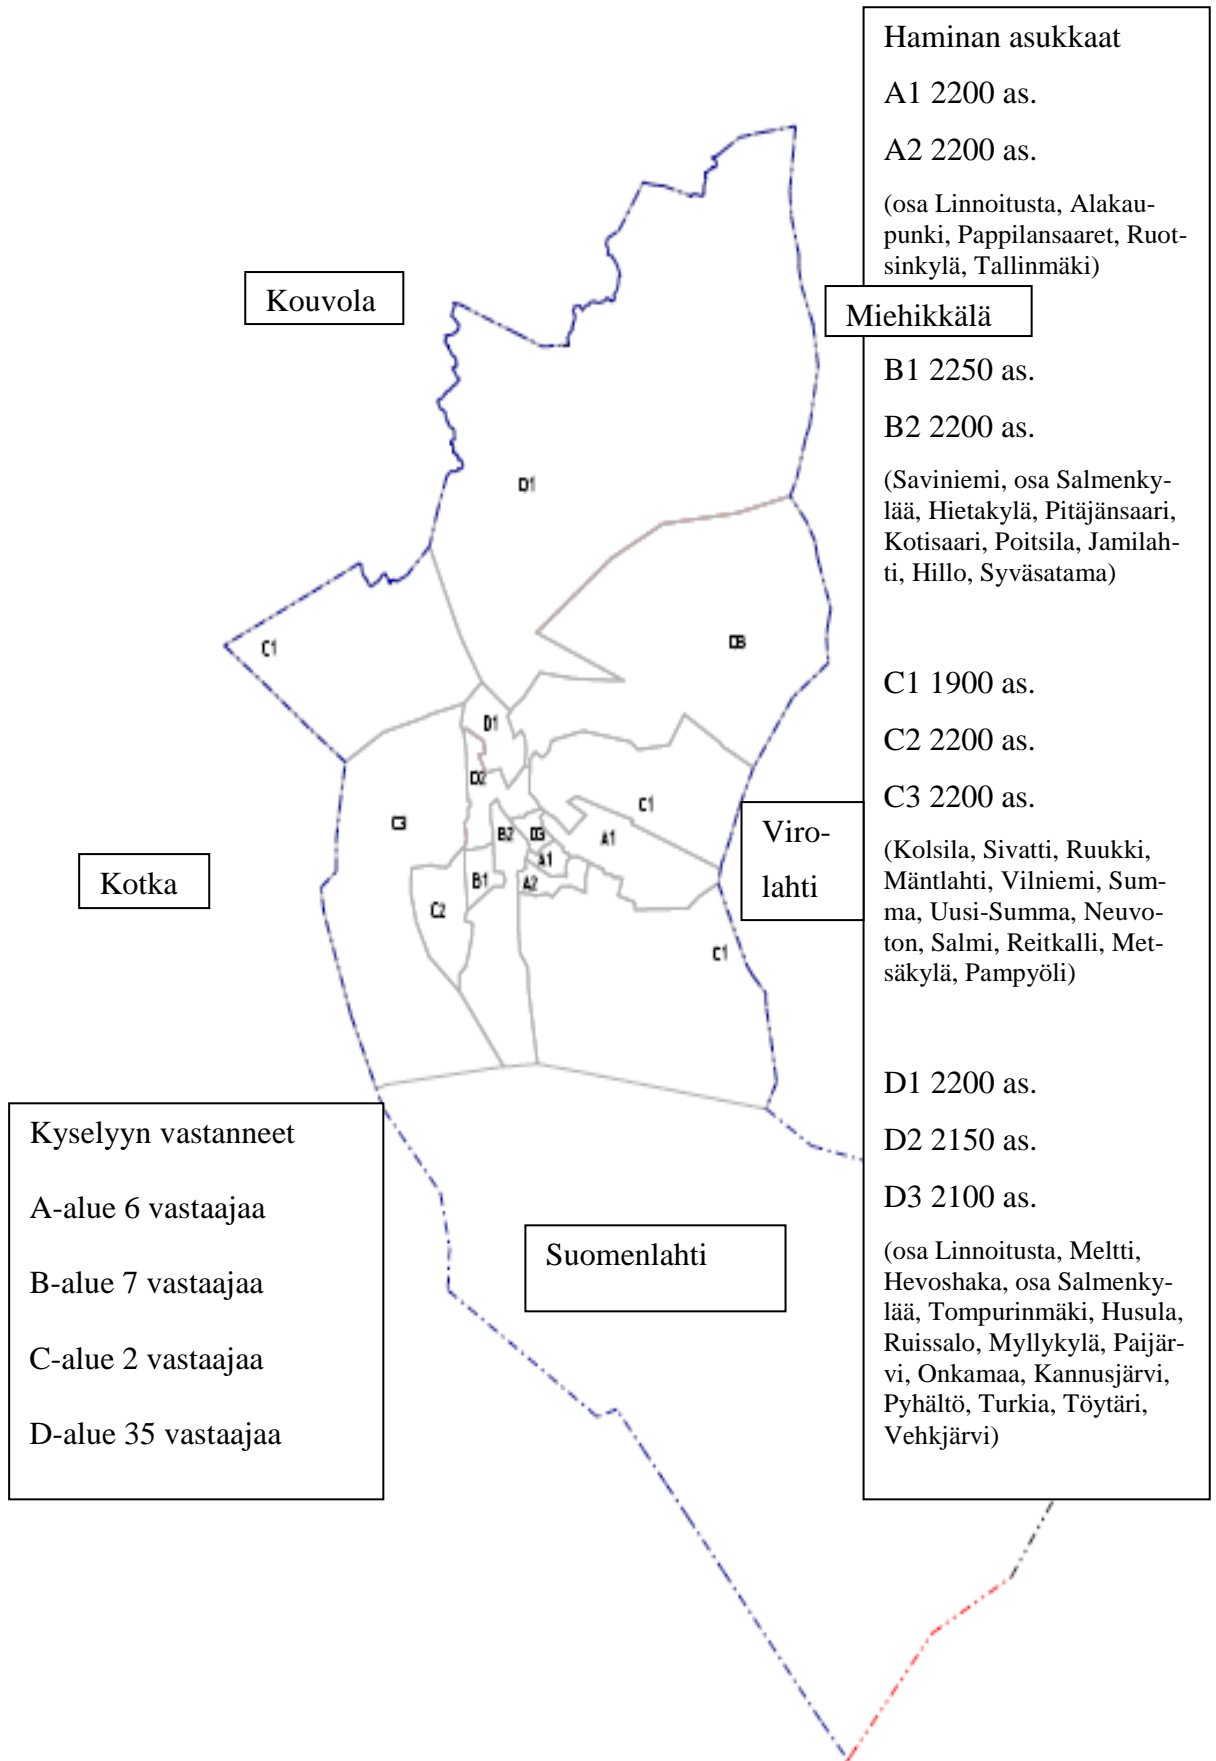 Haminan asukkaat
A1 2200 as.
A2 2200 as.
(osa Linnoitusta, Alakau-
punki, Pappilansaaret, Ruot-
sinkylä, Tallinmäki)
Kouvola
Miehikkälä
B1 2250 as.
B2 2200 as.
(Saviniemi, osa Salmenky-
lää, Hietakylä, Pitäjänsaari,
Kotisaari, Poitsila, Jamilah-
ti, Hillo, Syväsatama)
D1
C1
D3
C1 1900 as.
C2 2200 as.
C3 2200 as.
(Kolsila, Sivatti, Ruukki,
Mäntlahti, Vilniemi, Sum-
ma, Uusi-Summa, Neuvo-
ton, Salmi, Reitkalli, Met-
säkylä, Pampyöli)
D1
D2
C1
C3
B2
D3
A1
A1
Viro-
lahti
Kotka
B1
A2
C2
C1
D1 2200 as.
D2 2150 as.
D3 2100 as.
(osa Linnoitusta, Meltti,
Hevoshaka, osa Salmenky-
lää, Tompurinmäki, Husula,
Ruissalo, Myllykylä, Paijär-
vi, Onkamaa, Kannusjärvi,
Pyhältö, Turkia, Töytäri,
Vehkjärvi)
Kyselyyn vastanneet
A-alue 6 vastaajaa
B-alue 7 vastaajaa
C-alue 2 vastaajaa
D-alue 35 vastaajaa
Suomenlahti